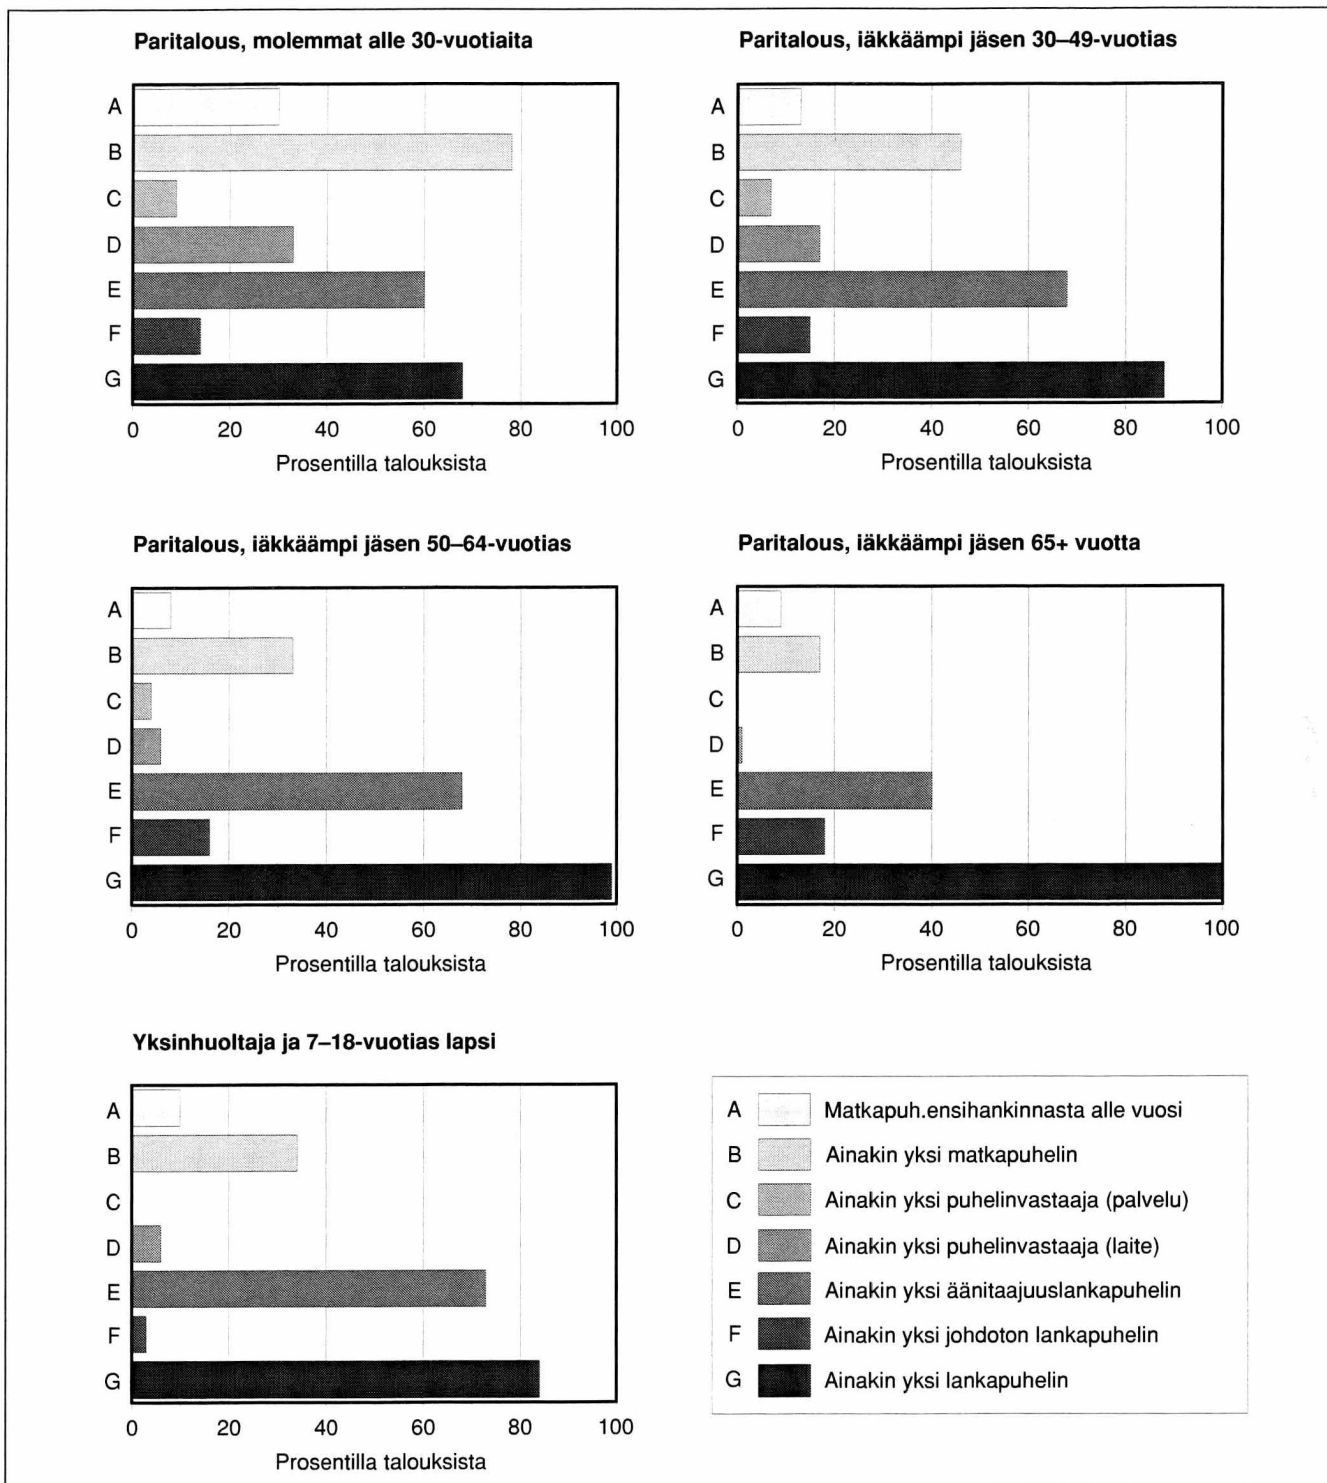 Paritalous, molemmat alle 30-vuotiaita
A
B
C
D
E
F
G
0 20 40 60 80 100
Prosentilla talouksista
Paritalous, iäkkäämpi jäsen 30–49-vuotias
A
B
C
D
E
F
G
0 20 40 60 80 100
Prosentilla talouksista
Paritalous, iäkkäämpi jäsen 50–64-vuotias
A
B
C
D
E
F
G
0 20 40 60 80 100
Prosentilla talouksista
Paritalous, iäkkäämpi jäsen 65+ vuotta
A
B
C
D
E
F
G
0 20 40 60 80 100
Prosentilla talouksista
Yksinhuoltaja ja 7–18-vuotias lapsi
A
B
C
D
E
F
G
0 20 40 60 80 100
Prosentilla talouksista
A Matkapuh.ensihankinnasta alle vuosi
B Ainakin yksi matkapuhelin
C Ainakin yksi puhelinvastaaja (palvelu)
D Ainakin yksi puhelinvastaaja (laite)
E Ainakin yksi äänitaajuuslankapuhelin
F Ainakin yksi johdoton lankapuhelin
G Ainakin yksi lankapuhelin